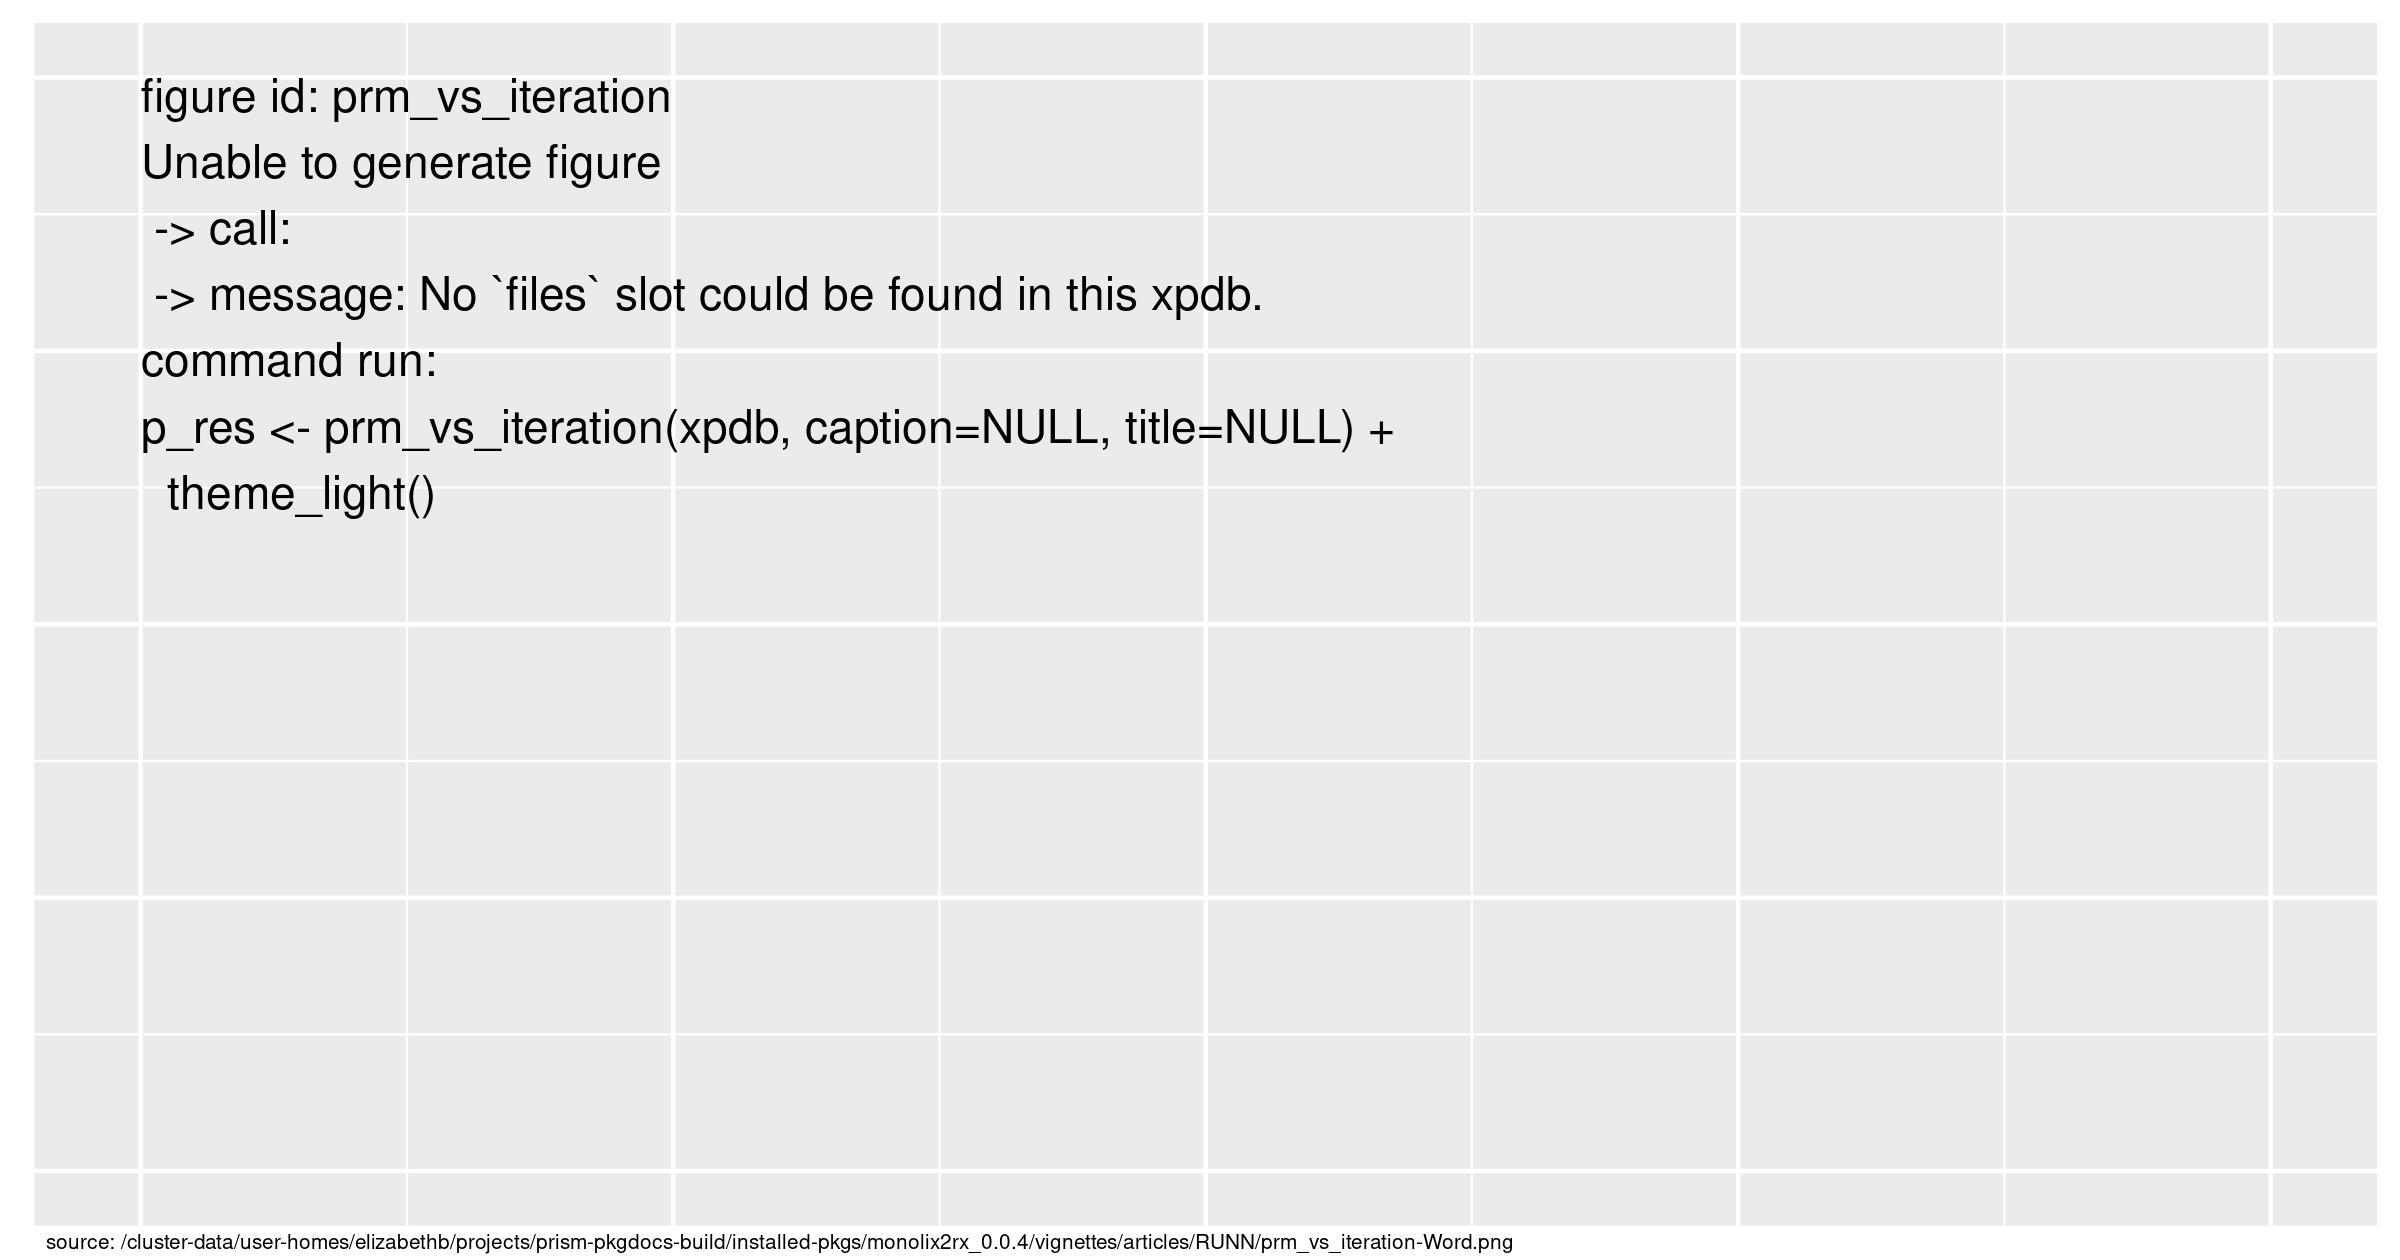 figure id: prm_vs_iteration
Unable to generate figure
 -> call:
 -> message: No `files` slot could be found in this xpdb.
command run:
p_res <- prm_vs_iteration(xpdb, caption=NULL, title=NULL) +
  theme_light()
source: /cluster-data/user-homes/elizabethb/projects/prism-pkgdocs-build/installed-pkgs/monolix2rx_0.0.4/vignettes/articles/RUNN/prm_vs_iteration-Word.png